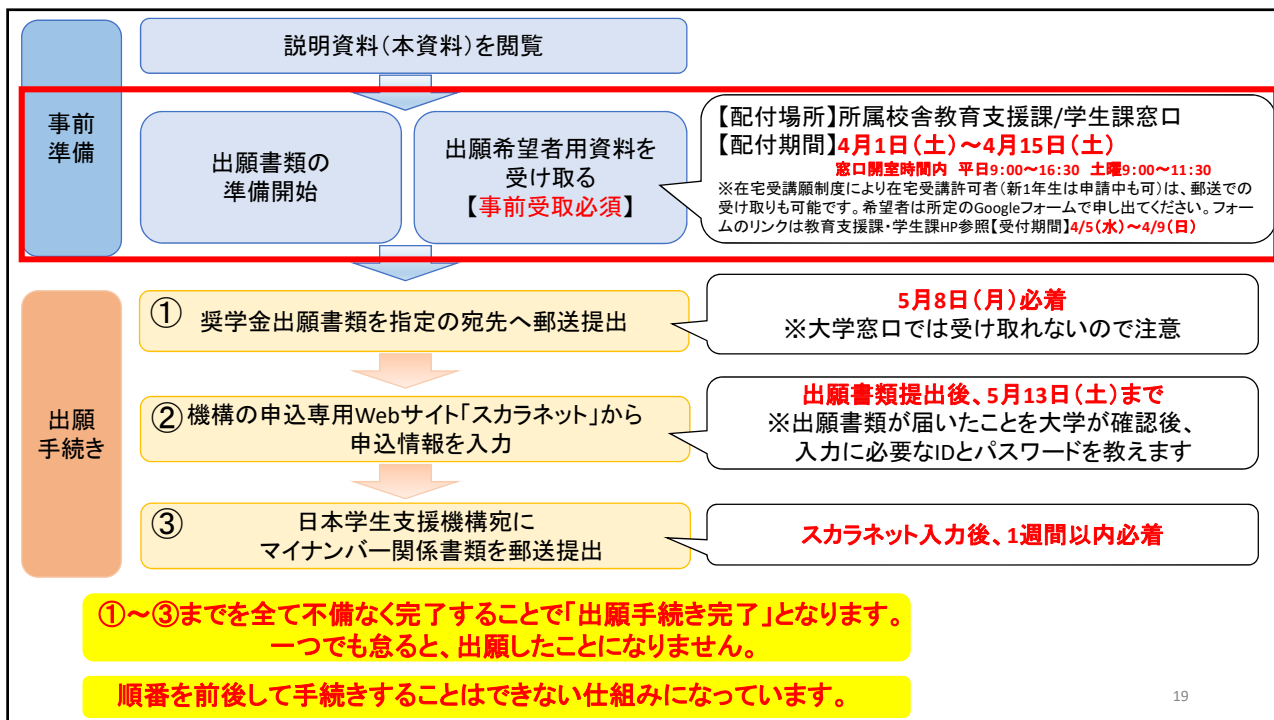 説明資料(本資料)を閲覧
事前
準備
出願書類の
準備開始
出願希望者用資料を
受け取る
【事前受取必須】
【配付場所】所属校舎教育支援課/学生課窓口
【配付期間】4月1日(土)～4月15日(土)
窓口開室時間内 平日9:00～16:30 土曜9:00～11:30
※在宅受講願制度により在宅受講許可者(新1年生は申請中も可)は、郵送での
受け取りも可能です。希望者は所定のGoogleフォームで申し出てください。フォー
ムのリンクは教育支援課・学生課HP参照【受付期間】4/5(水)～4/9(日)
出願
手続き
① 奨学金出願書類を指定の宛先へ郵送提出
5月8日(月)必着
※大学窓口では受け取れないので注意
② 機構の申込専用Webサイト「スカラネット」から
申込情報を入力
出願書類提出後、5月13日(土)まで
※出願書類が届いたことを大学が確認後、
入力に必要なIDとパスワードを教えます
③ 日本学生支援機構宛に
マイナンバー関係書類を郵送提出
スカラネット入力後、1週間以内必着
①～③までを全て不備なく完了することで「出願手続き完了」となります。
一つでも怠ると、出願したことになりません。
順番を前後して手続きすることはできない仕組みになっています。
19